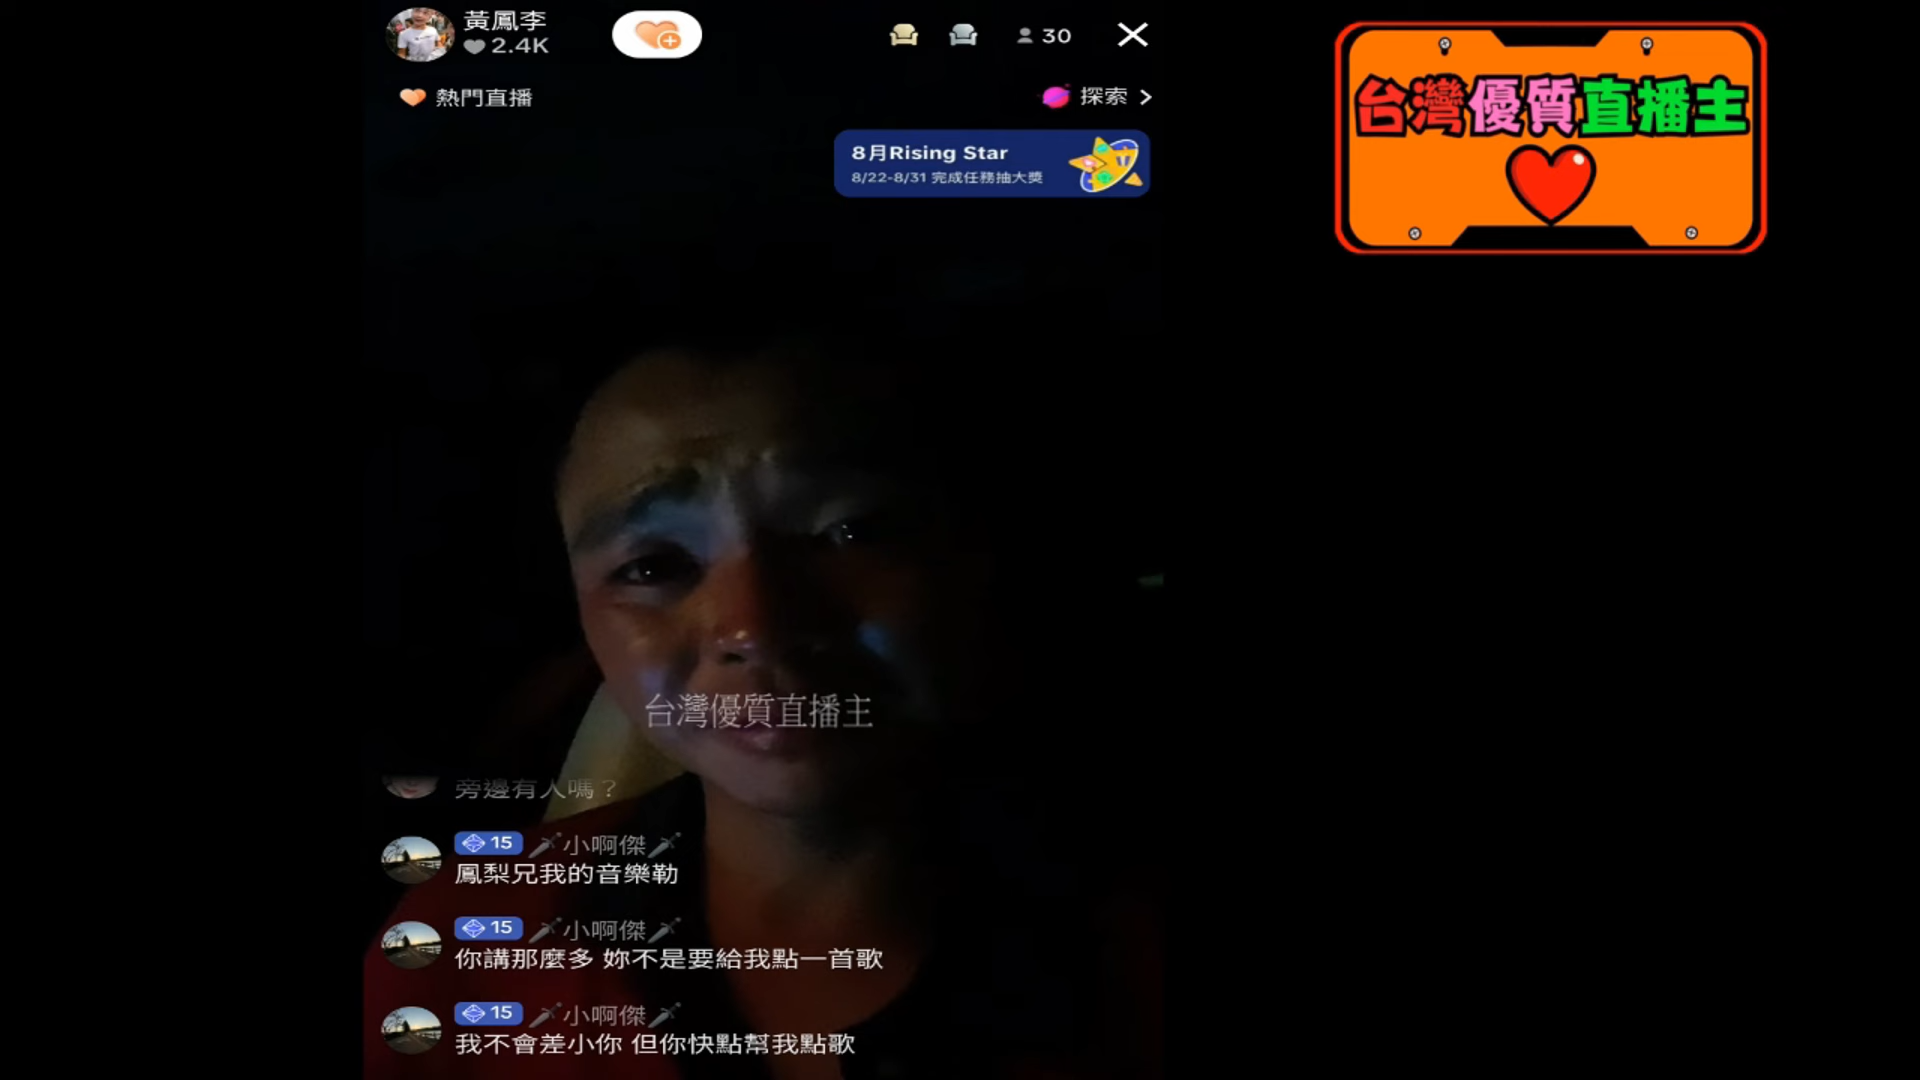 黃鳳李
2.4K
30
熱門直播
探索
8月Rising Star
8/22-8/31 完成任務抽大獎
台灣優質直播主
台灣優質直播主
旁邊有人嗎？
15 小啊傑
鳳梨兄我的音樂勒
15 小啊傑
你講那麼多 妳不是要給我點一首歌
15 小啊傑
我不會差小你 但你快點幫我點歌